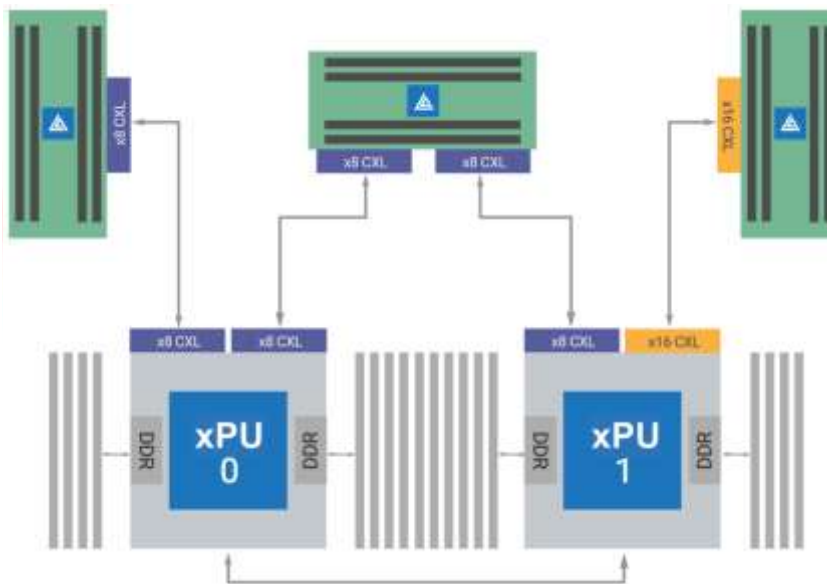 x8 CXL
x16 CXL
x8 CXL x8 CXL
x8 CXL x8 CXL
x8 CXL x16 CXL
DDR
xPU
0
DDR
DDR
xPU
1
DDR